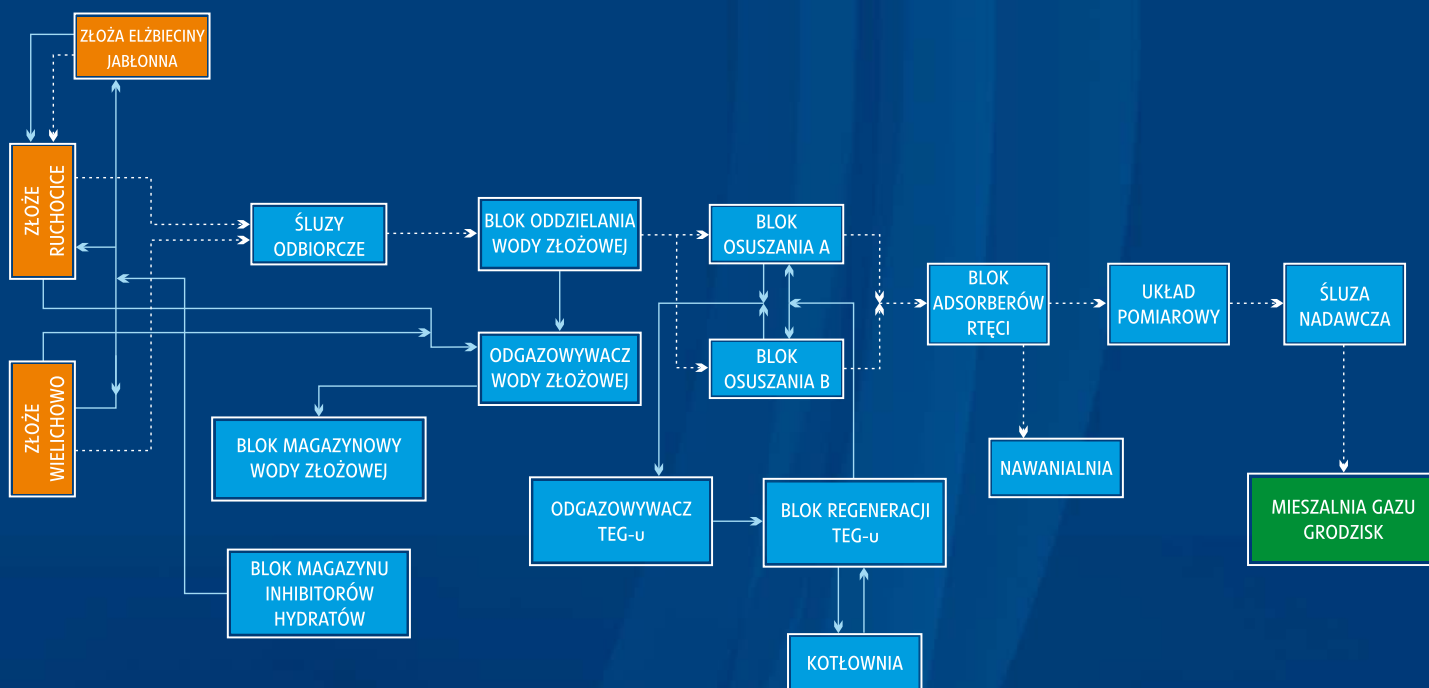 ZŁOŻA ELŻBIECINY
JABŁONNA
ZŁOŻE
RUCHOCICE
ŚLUZY
ODBIORCZE
BLOK ODDZIELANIA
WODY ZŁOŻOWEJ
BLOK
OSUSZANIA A
BLOK
ADSORBERÓW
RTĘCI
UKŁAD
POMIAROWY
ŚLUZA
NADAWCZA
ODGAZOWYWACZ
WODY ZŁOŻOWEJ
BLOK
OSUSZANIA B
ZŁOŻE
WIELICHOWO
BLOK MAGAZYNOWY
WODY ZŁOŻOWEJ
NAWANIALNIA
ODGAZOWYWACZ
TEG-u
BLOK REGENERACJI
TEG-u
MIESZALNIA GAZU
GRODZISK
BLOK MAGAZYNU
INHIBITORÓW
HYDRATÓW
KOTŁOWNIA